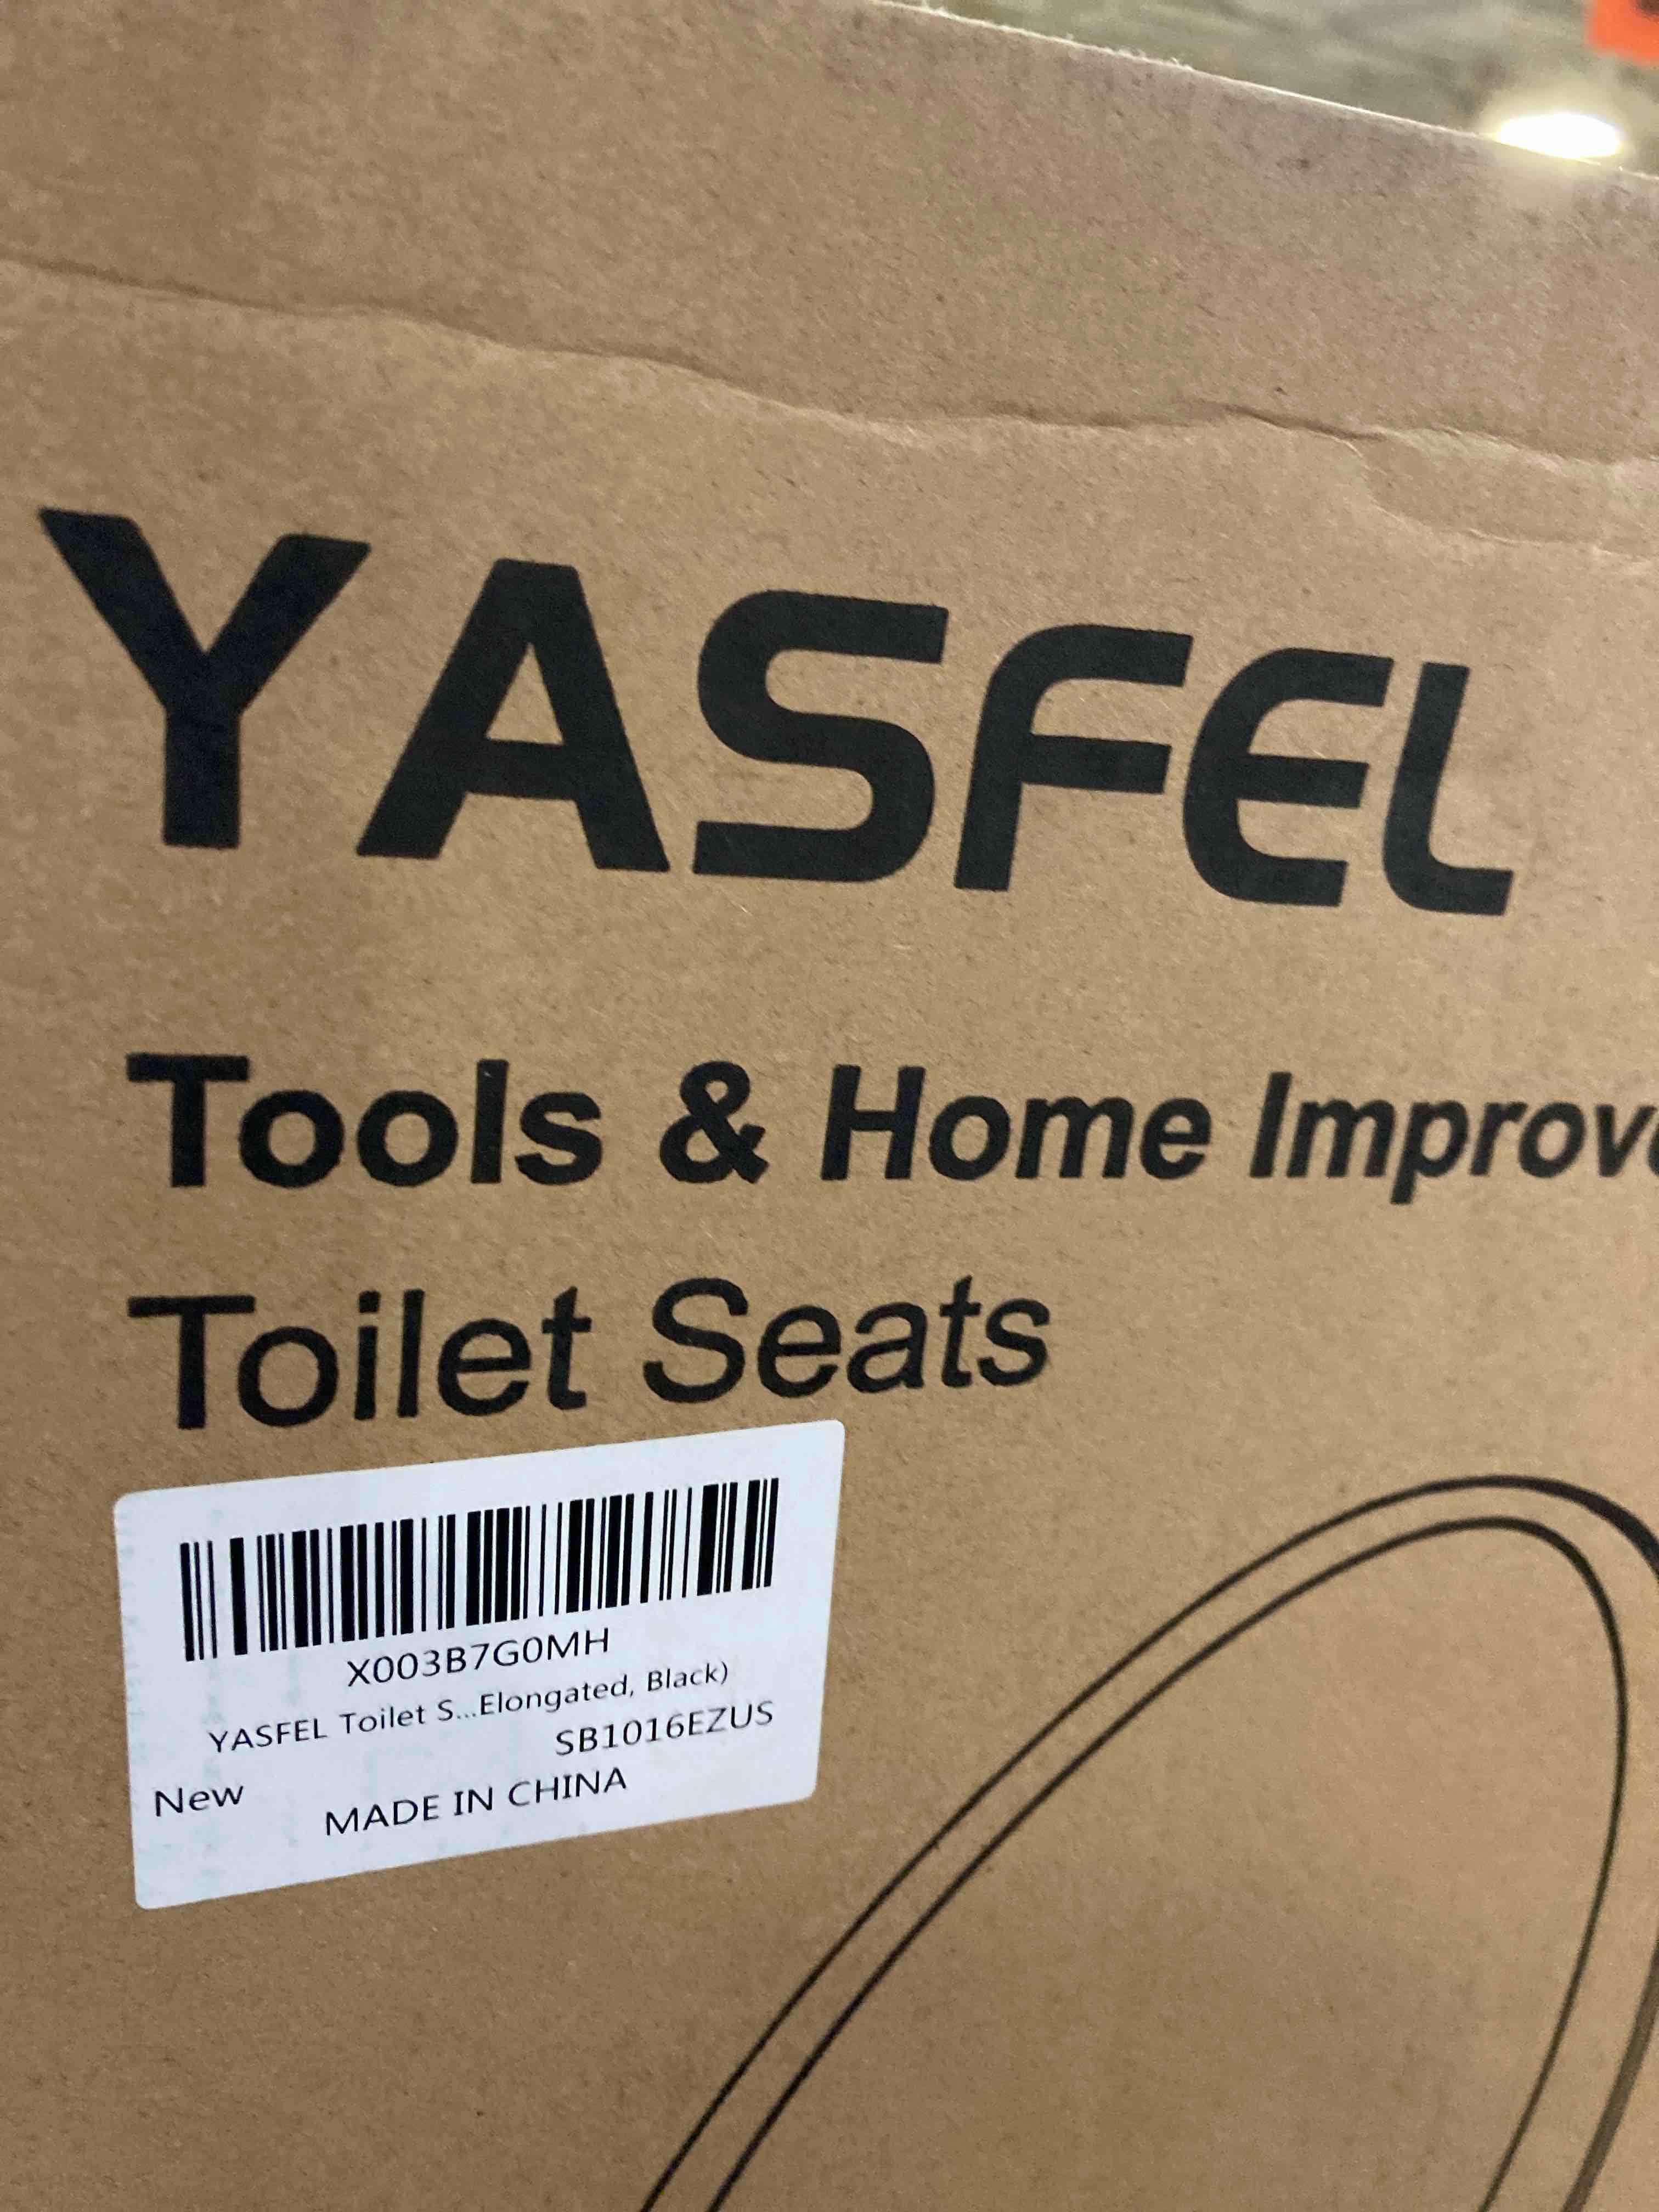 YASFEL
Tools & Home Improve
Toilet Seats
X003B7G0MH
YASFEL Toilet S...Elongated, Black)
SB1016EZUS
New
MADE IN CHINA